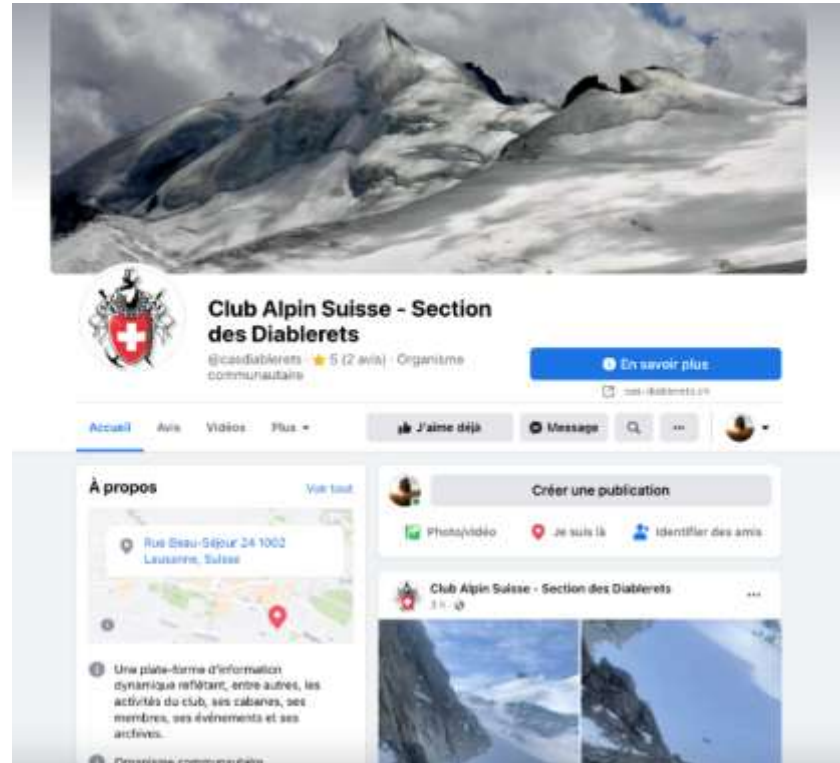 Club Alpin Suisse - Section
des Diablerets
@casdiablerets · 5 (2 avis) · Organisme
communautaire
En savoir plus
cas-diablerets.ch
Accueil Avis Vidéos Plus
J'aime déjà Message
À propos Voir tout
Rue Beau-Séjour 24 1002
Lausanne, Suisse
Une plate-forme d'information
dynamique reflétant, entre autres, les
activités du club, ses cabanes, ses
membres, ses événements et ses
archives.
Organisme communautaire
Créer une publication
Photo/vidéo Je suis là Identifier des amis
Club Alpin Suisse - Section des Diablerets
3 h